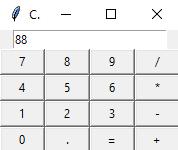 C.
88
7 8 9 /
4 5 6 *
1 2 3 -
0 . = +